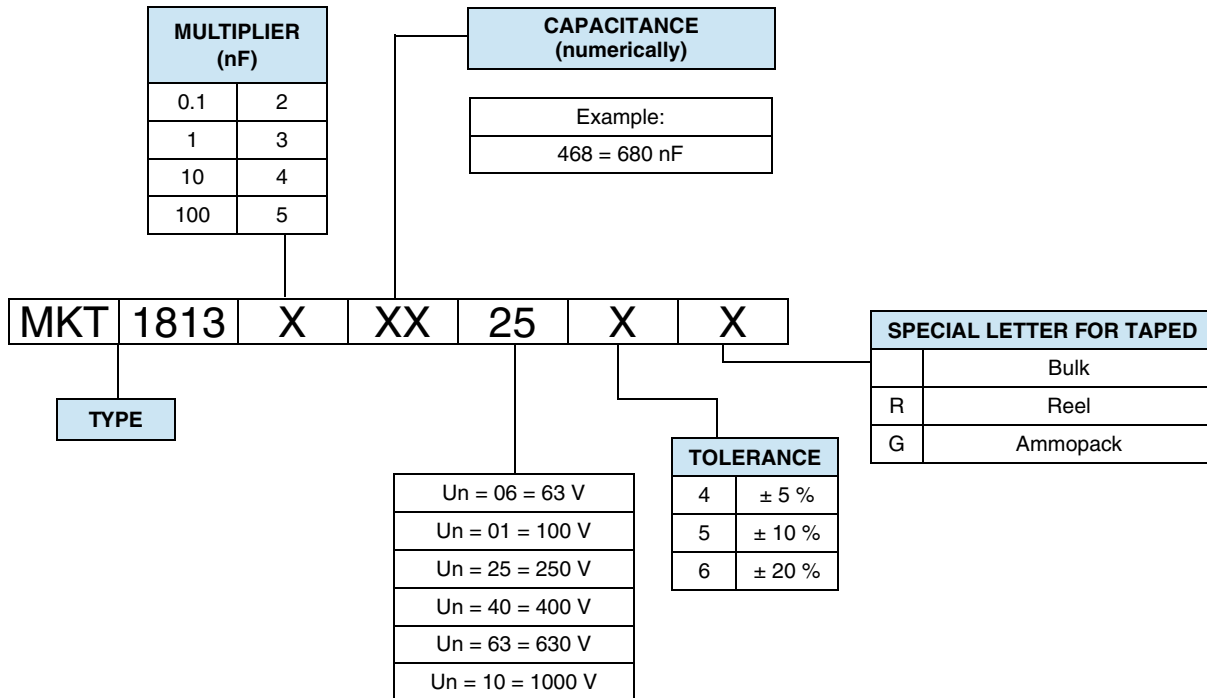 MULTIPLIER
(nF)
0.1 2
1 3
10 4
100 5
CAPACITANCE
(numerically)
Example:
468 = 680 nF
MKT 1813 X XX 25 X X
TYPE
Un = 06 = 63 V
Un = 01 = 100 V
Un = 25 = 250 V
Un = 40 = 400 V
Un = 63 = 630 V
Un = 10 = 1000 V
TOLERANCE
4 ± 5 %
5 ± 10 %
6 ± 20 %
SPECIAL LETTER FOR TAPED
Bulk
R Reel
G Ammopack